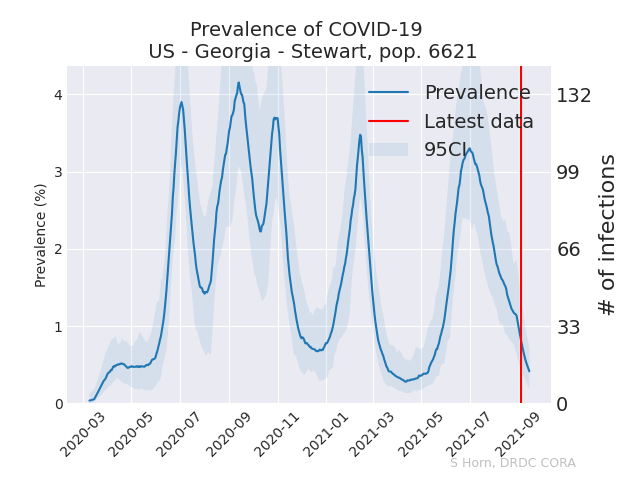 Prevalence of COVID-19
US - Georgia - Stewart, pop. 6621
Prevalence
Latest data
95CI
Prevalence (%)
4
3
2
1
0
132
99
66
33
0
# of infections
2020-03
2020-05
2020-07
2020-09
2020-11
2021-01
2021-03
2021-05
2021-07
2021-09
S Horn, DRDC CORA